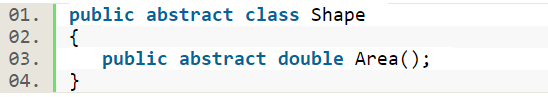 01. public abstract class Shape
02. {
03.    public abstract double Area();
04. }